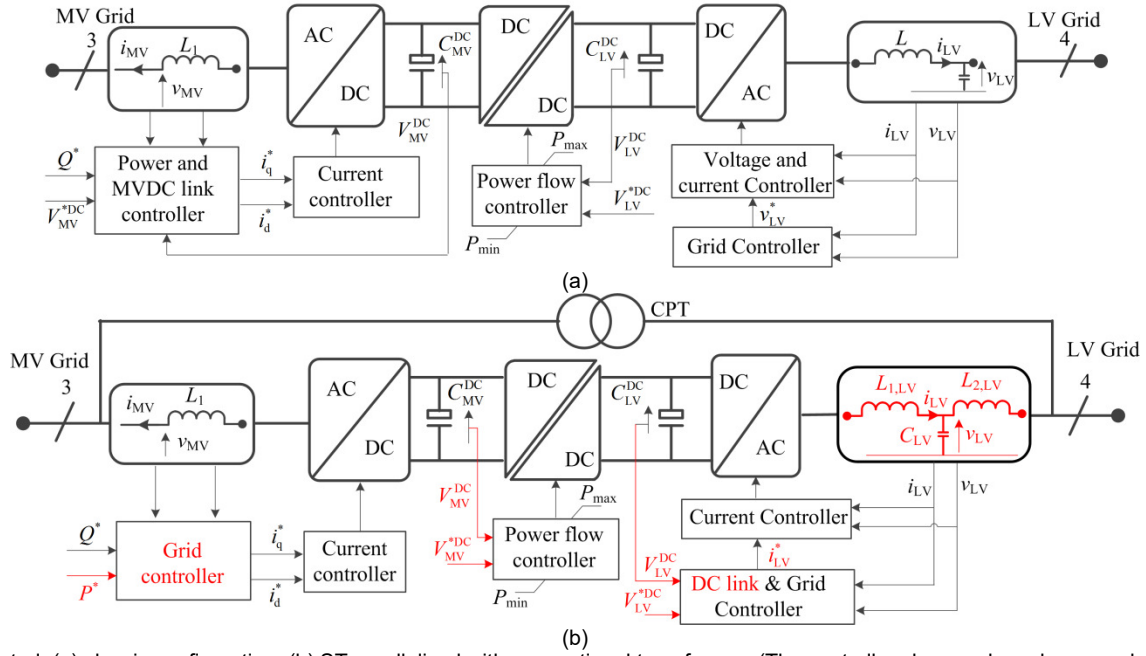 MV Grid
3
i_MV
L_1
v_MV
AC
DC
C_MV^DC
V_MV^DC
DC
DC
C_LV^DC
V_LV^DC
DC
AC
L
i_LV
v_LV
LV Grid
4
i_LV
v_LV
Q*
V_MV^*DC
Power and
MVDC link
controller
i_q^*
i_d^*
Current
controller
P_max
Power flow
controller
V_LV^*DC
P_min
Voltage and
current Controller
v_LV^*
Grid Controller
(a)
CPT
MV Grid
3
i_MV
L_1
v_MV
AC
DC
C_MV^DC
V_MV^DC
DC
DC
C_LV^DC
DC
AC
L_1,LV
i_LV
L_2,LV
C_LV
v_LV
LV Grid
4
i_LV
v_LV
Q*
P*
Grid
controller
i_q^*
i_d^*
Current
controller
P_max
V_MV^*DC
Power flow
controller
P_min
Current Controller
V_LV^DC
i_LV^*
V_LV^*DC
DC link & Grid
Controller
(b)